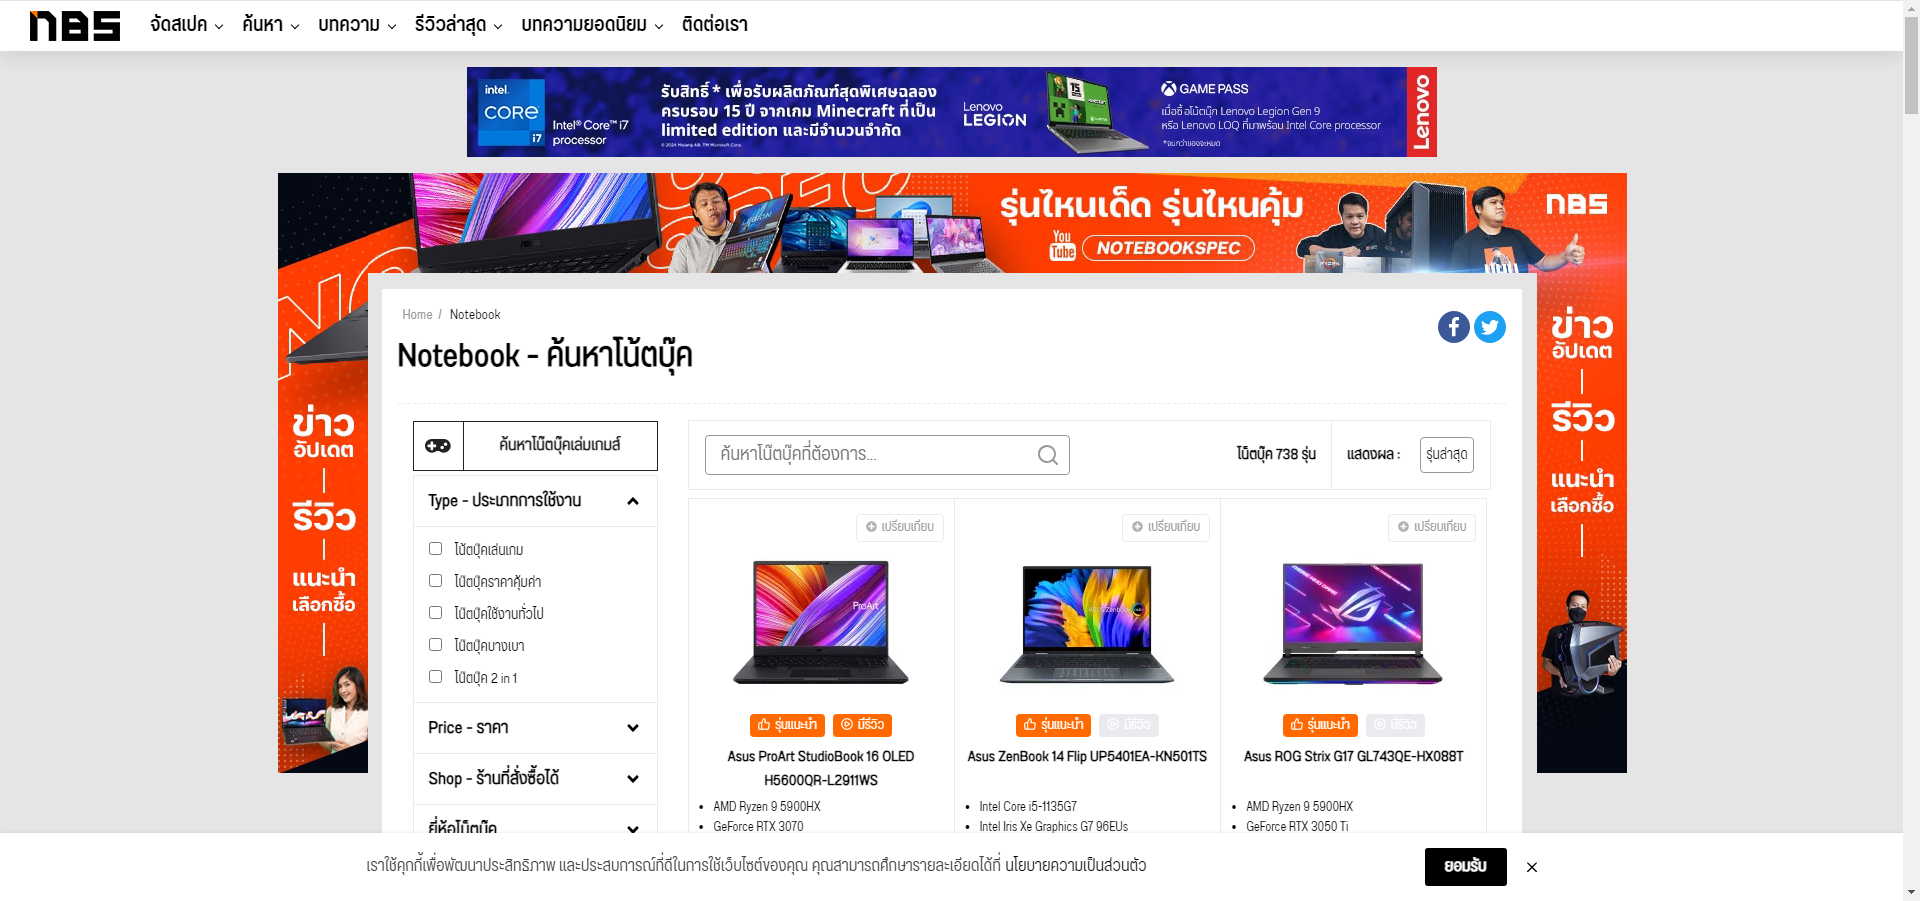 nbs จัดสเปค ค้นหา บทความ รีวิวล่าสุด บทความยอดนิยม ติดต่อเรา
intel. CORE i7
Intel® Core™ i7 processor
รับสิทธิ์ * เพื่อรับผลิตภัณฑ์สุดพิเศษฉลอง
ครบรอบ 15 ปี จากเกม Minecraft ที่เป็น
limited edition และมีจำนวนจำกัด
© 2024 Mojang AB. TM Microsoft Corp.
Lenovo
LEGION
GAME PASS
เมื่อซื้อโน้ตบุ๊ก Lenovo Legion Gen 9
หรือ Lenovo LOQ ที่มาพร้อม Intel Core processor
*จนกว่าของจะหมด
Lenovo
รุ่นไหนเด็ด รุ่นไหนคุ้ม
You Tube NOTEBOOKSPEC
nbs
ข่าว
อัปเดต
รีวิว
แนะนำ
เลือกซื้อ
Home / Notebook
Notebook - ค้นหาโน้ตบุ๊ค
ข่าว
อัปเดต
รีวิว
แนะนำ
เลือกซื้อ
ค้นหาโน๊ตบุ๊คเล่มเกมส์
Type - ประเภทการใช้งาน
โน้ตบุ๊คเล่นเกม
โน๊ตบุ๊คราคาคุ้มค่า
โน๊ตบุ๊คใช้งานทั่วไป
โน๊ตบุ๊คบางเบา
โน๊ตบุ๊ค 2 in 1
Price - ราคา
Shop - ร้านที่สั่งซื้อได้
ยี่ห้อโน๊ตบุ๊ค
ค้นหาโน๊ตบุ๊คที่ต้องการ...
โน็ตบุ๊ค 738 รุ่น
แสดงผล :
รุ่นล่าสุด
เปรียบเทียบ
ProArt
รุ่นแนะนำ มีรีวิว
Asus ProArt StudioBook 16 OLED
H5600QR-L2911WS
AMD Ryzen 9 5900HX
GeForce RTX 3070
เปรียบเทียบ
รุ่นแนะนำ มีรีวิว
Asus ZenBook 14 Flip UP5401EA-KN501TS
Intel Core i5-1135G7
Intel Iris Xe Graphics G7 96EUs
เปรียบเทียบ
รุ่นแนะนำ มีรีวิว
Asus ROG Strix G17 GL743QE-HX088T
AMD Ryzen 9 5900HX
GeForce RTX 3050 Ti
เราใช้คุกกี้เพื่อพัฒนาประสิทธิภาพ และประสบการณ์ที่ดีในการใช้เว็บไซต์ของคุณ คุณสามารถศึกษารายละเอียดได้ที่ นโยบายความเป็นส่วนตัว
ยอมรับ